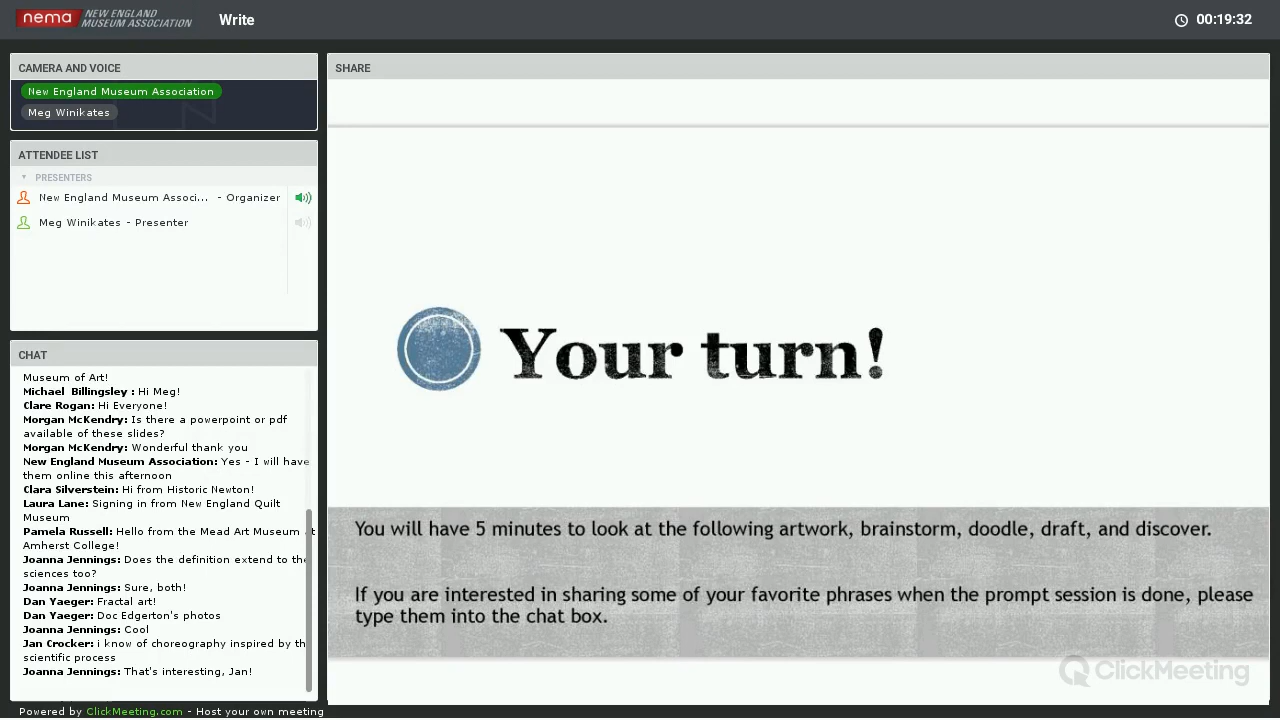 nema NEW ENGLAND
MUSEUM ASSOCIATION
Write
00:19:32
CAMERA AND VOICE
New England Museum Association
Meg Winikates
ATTENDEE LIST
PRESENTERS
New England Museum Associ... - Organizer
Meg Winikates - Presenter
CHAT
Museum of Art!
Michael Billingsley : Hi Meg!
Clare Rogan: Hi Everyone!
Morgan McKendry: Is there a powerpoint or pdf
available of these slides?
Morgan McKendry: Wonderful thank you
New England Museum Association: Yes - I will have
them online this afternoon
Clara Silverstein: Hi from Historic Newton!
Laura Lane: Signing in from New England Quilt
Museum
Pamela Russell: Hello from the Mead Art Museum at
Amherst College!
Joanna Jennings: Does the definition extend to the
sciences too?
Joanna Jennings: Sure, both!
Dan Yaeger: Fractal art!
Dan Yaeger: Doc Edgerton's photos
Joanna Jennings: Cool
Jan Crocker: i know of choreography inspired by th
scientific process
Joanna Jennings: That's interesting, Jan!
Powered by ClickMeeting.com - Host your own meeting
SHARE
Your turn!
You will have 5 minutes to look at the following artwork, brainstorm, doodle, draft, and discover.
If you are interested in sharing some of your favorite phrases when the prompt session is done, please
type them into the chat box.
ClickMeeting